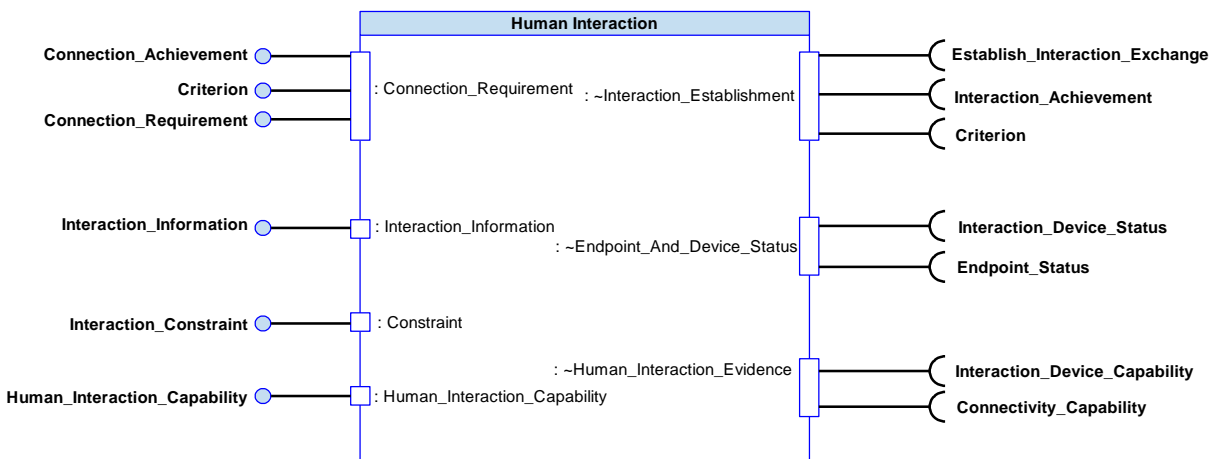 Human Interaction
Connection_Achievement
Criterion
Connection_Requirement
: Connection_Requirement
: ~Interaction_Establishment
Establish_Interaction_Exchange
Interaction_Achievement
Criterion
Interaction_Information
: Interaction_Information
: ~Endpoint_And_Device_Status
Interaction_Device_Status
Endpoint_Status
Interaction_Constraint
: Constraint
Human_Interaction_Capability
: Human_Interaction_Capability
: ~Human_Interaction_Evidence
Interaction_Device_Capability
Connectivity_Capability